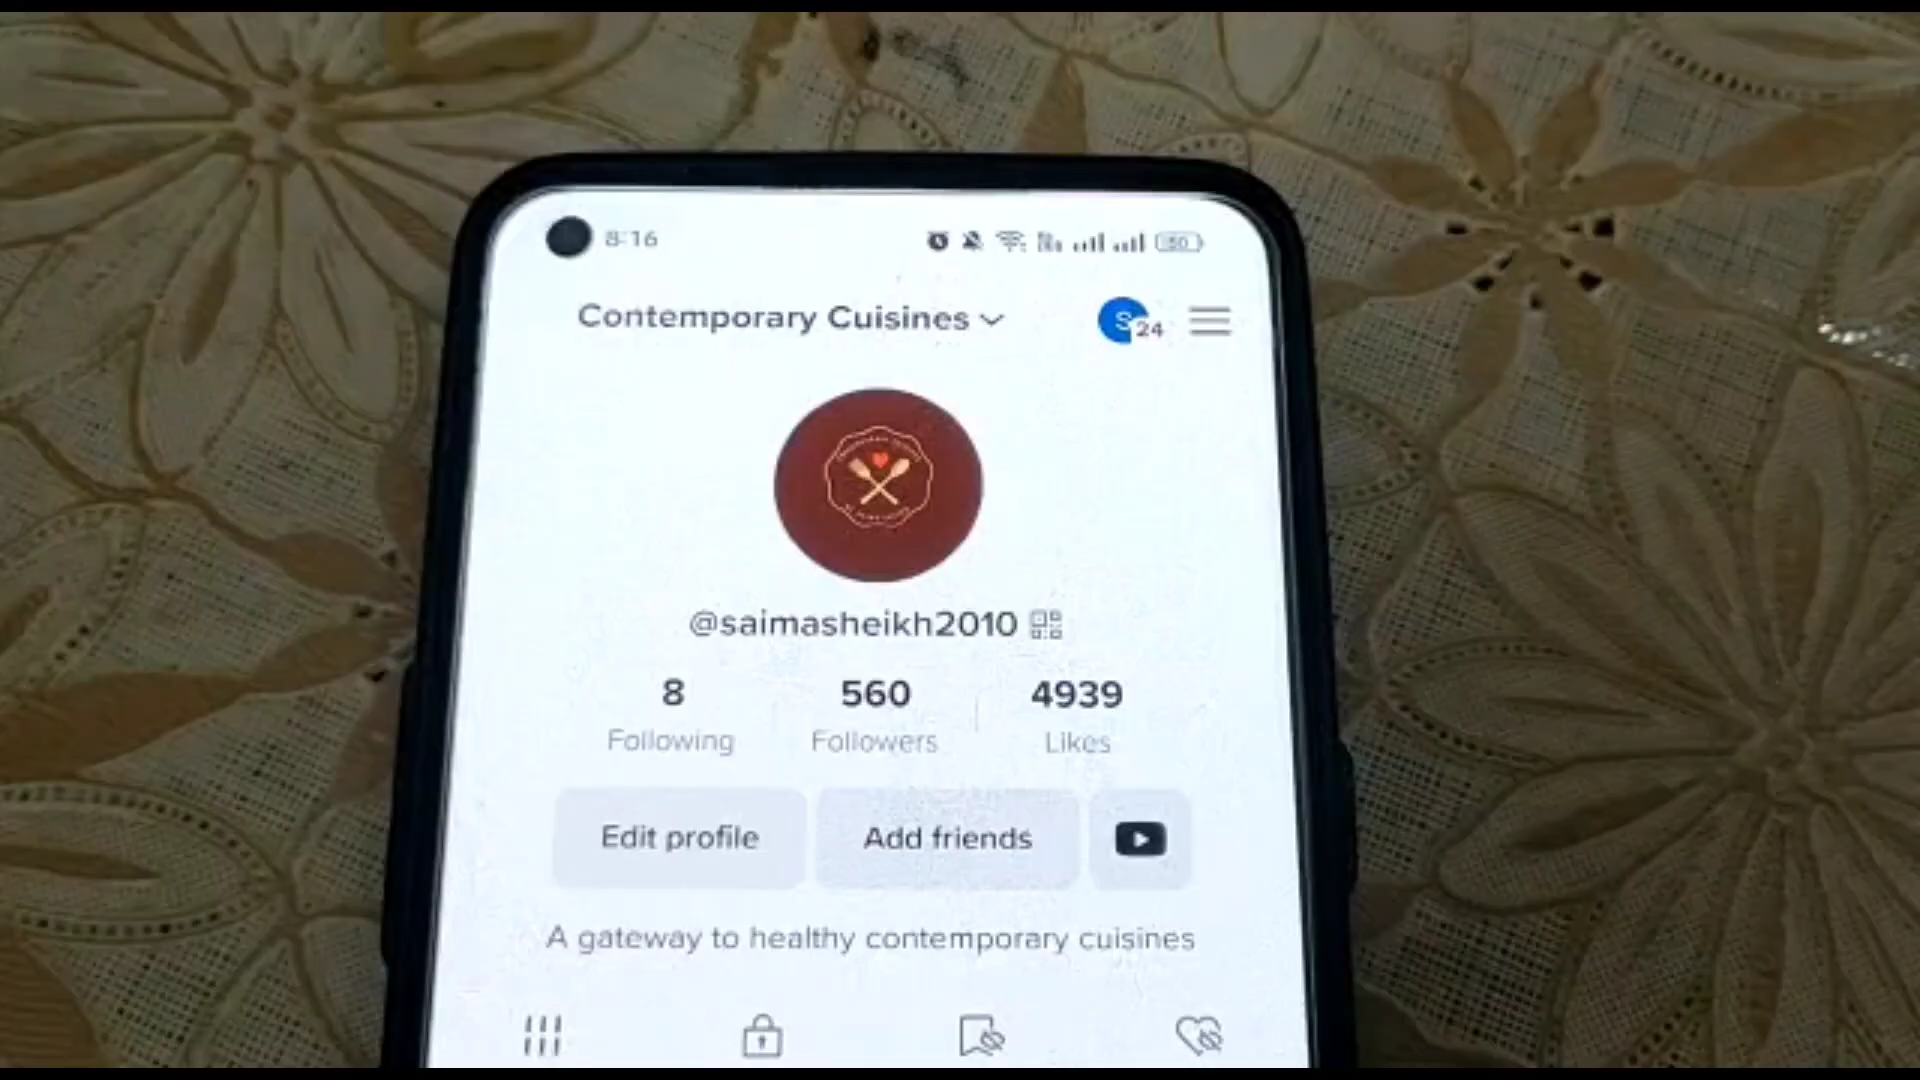 8:16
50
Contemporary Cuisines
S
24
@saimasheikh2010
8 560 4939
Following Followers Likes
Edit profile Add friends
A gateway to healthy contemporary cuisines